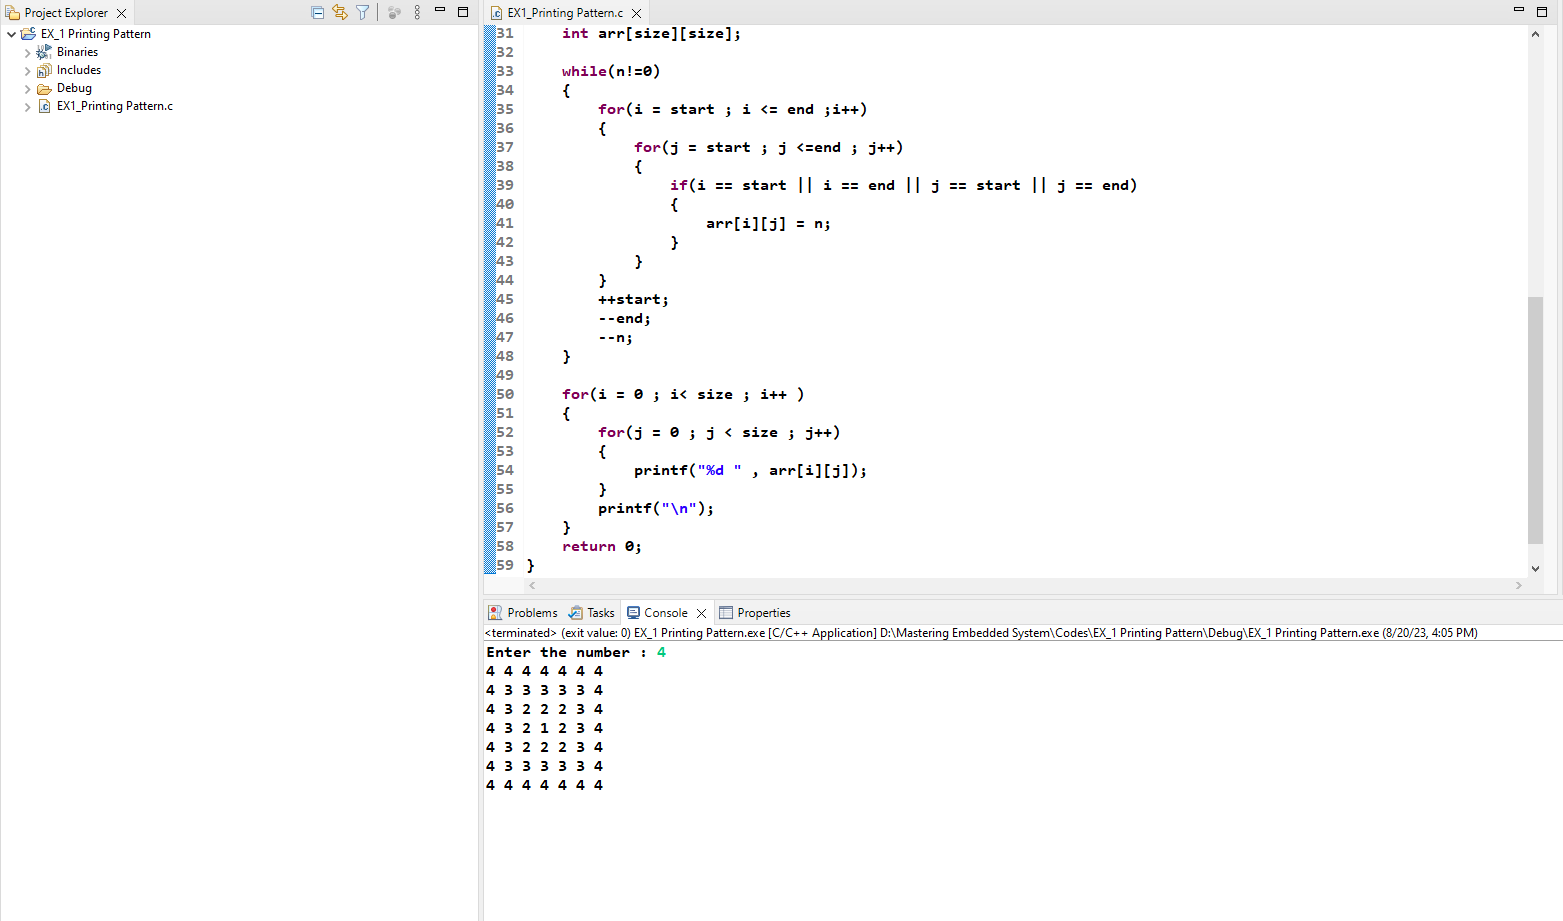 Project Explorer
EX_1 Printing Pattern
Binaries
Includes
Debug
EX1_Printing Pattern.c
EX1_Printing Pattern.c
31     int arr[size][size];
32
33     while(n!=0)
34     {
35         for(i = start ; i <= end ;i++)
36         {
37             for(j = start ; j <=end ; j++)
38             {
39                 if(i == start || i == end || j == start || j == end)
40                 {
41                     arr[i][j] = n;
42                 }
43             }
44         }
45         ++start;
46         --end;
47         --n;
48     }
49
50     for(i = 0 ; i< size ; i++ )
51     {
52         for(j = 0 ; j < size ; j++)
53         {
54             printf("%d " , arr[i][j]);
55         }
56         printf("\n");
57     }
58     return 0;
59 }
Problems Tasks Console Properties
<terminated> (exit value: 0) EX_1 Printing Pattern.exe [C/C++ Application] D:\Mastering Embedded System\Codes\EX_1 Printing Pattern\Debug\EX_1 Printing Pattern.exe (8/20/23, 4:05 PM)
Enter the number : 4
4 4 4 4 4 4 4
4 3 3 3 3 3 4
4 3 2 2 2 3 4
4 3 2 1 2 3 4
4 3 2 2 2 3 4
4 3 3 3 3 3 4
4 4 4 4 4 4 4